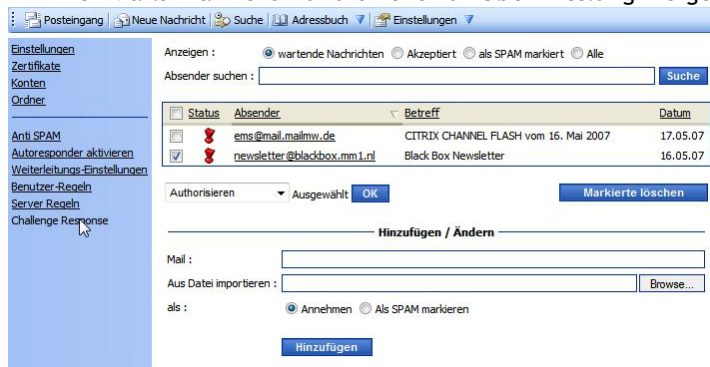 Posteingang Neue Nachricht Suche Adressbuch Einstellungen
Einstellungen
Zertifikate
Konten
Ordner
Anti SPAM
Autoresponder aktivieren
Weiterleitungs-Einstellungen
Benutzer-Regeln
Server Regeln
Challenge Response
Anzeigen : wartende Nachrichten Akzeptiert als SPAM markiert Alle
Absender suchen : Suche
Status Absender Betreff Datum
ems@mail.mailmw.de CITRIX CHANNEL FLASH vom 16. Mai 2007 17.05.07
newsletter@blackbox.mm1.nl Black Box Newsletter 16.05.07
Authorisieren Ausgewählt OK Markierte löschen
Hinzufügen / Ändern
Mail :
Aus Datei importieren : Browse...
als : Annehmen Als SPAM markieren
Hinzufügen